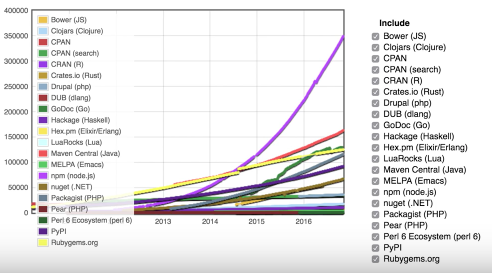 400000
350000
300000
250000
200000
150000
100000
50000
0
Bower (JS)
Clojars (Clojure)
CPAN
CPAN (search)
CRAN (R)
Crates.io (Rust)
Drupal (php)
DUB (dlang)
GoDoc (Go)
Hackage (Haskell)
Hex.pm (Elixir/Erlang)
LuaRocks (Lua)
Maven Central (Java)
MELPA (Emacs)
npm (node.js)
nuget (.NET)
Packagist (PHP)
Pear (PHP)
Perl 6 Ecosystem (perl 6)
PyPI
Rubygems.org
2013
2014
2015
2016
Include
Bower (JS)
Clojars (Clojure)
CPAN
CPAN (search)
CRAN (R)
Crates.io (Rust)
Drupal (php)
DUB (dlang)
GoDoc (Go)
Hackage (Haskell)
Hex.pm (Elixir/Erlang)
LuaRocks (Lua)
Maven Central (Java)
MELPA (Emacs)
npm (node.js)
nuget (.NET)
Packagist (PHP)
Pear (PHP)
Perl 6 Ecosystem (perl 6)
PyPI
Rubygems.org